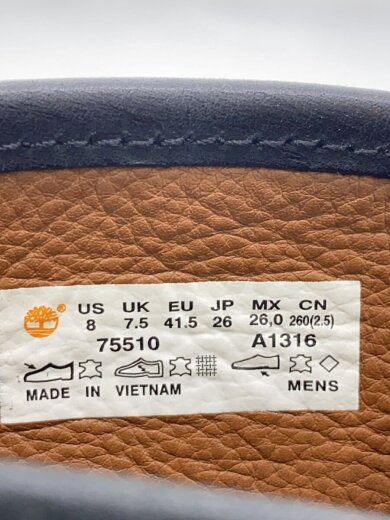 US UK EU JP MX CN
8 7.5 41.5 26 26,0 260(2.5)
75510 A1316
MADE IN VIETNAM MENS